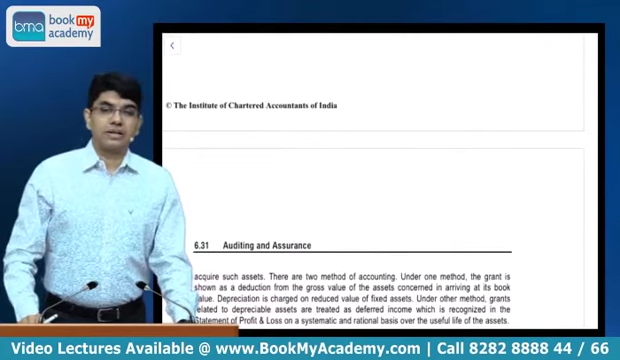 bma
book my
academy
© The Institute of Chartered Accountants of India
6.31 Auditing and Assurance
acquire such assets. There are two method of accounting. Under one method, the grant is
shown as a deduction from the gross value of the assets concerned in arriving at its book
value. Depreciation is charged on reduced value of fixed assets. Under other method, grants
related to depreciable assets are treated as deferred income which is recognized in the
Statement of Profit & Loss on a systematic and rational basis over the useful life of the assets.
Video Lectures Available @ www.BookMyAcademy.com | Call 8282 8888 44 / 66